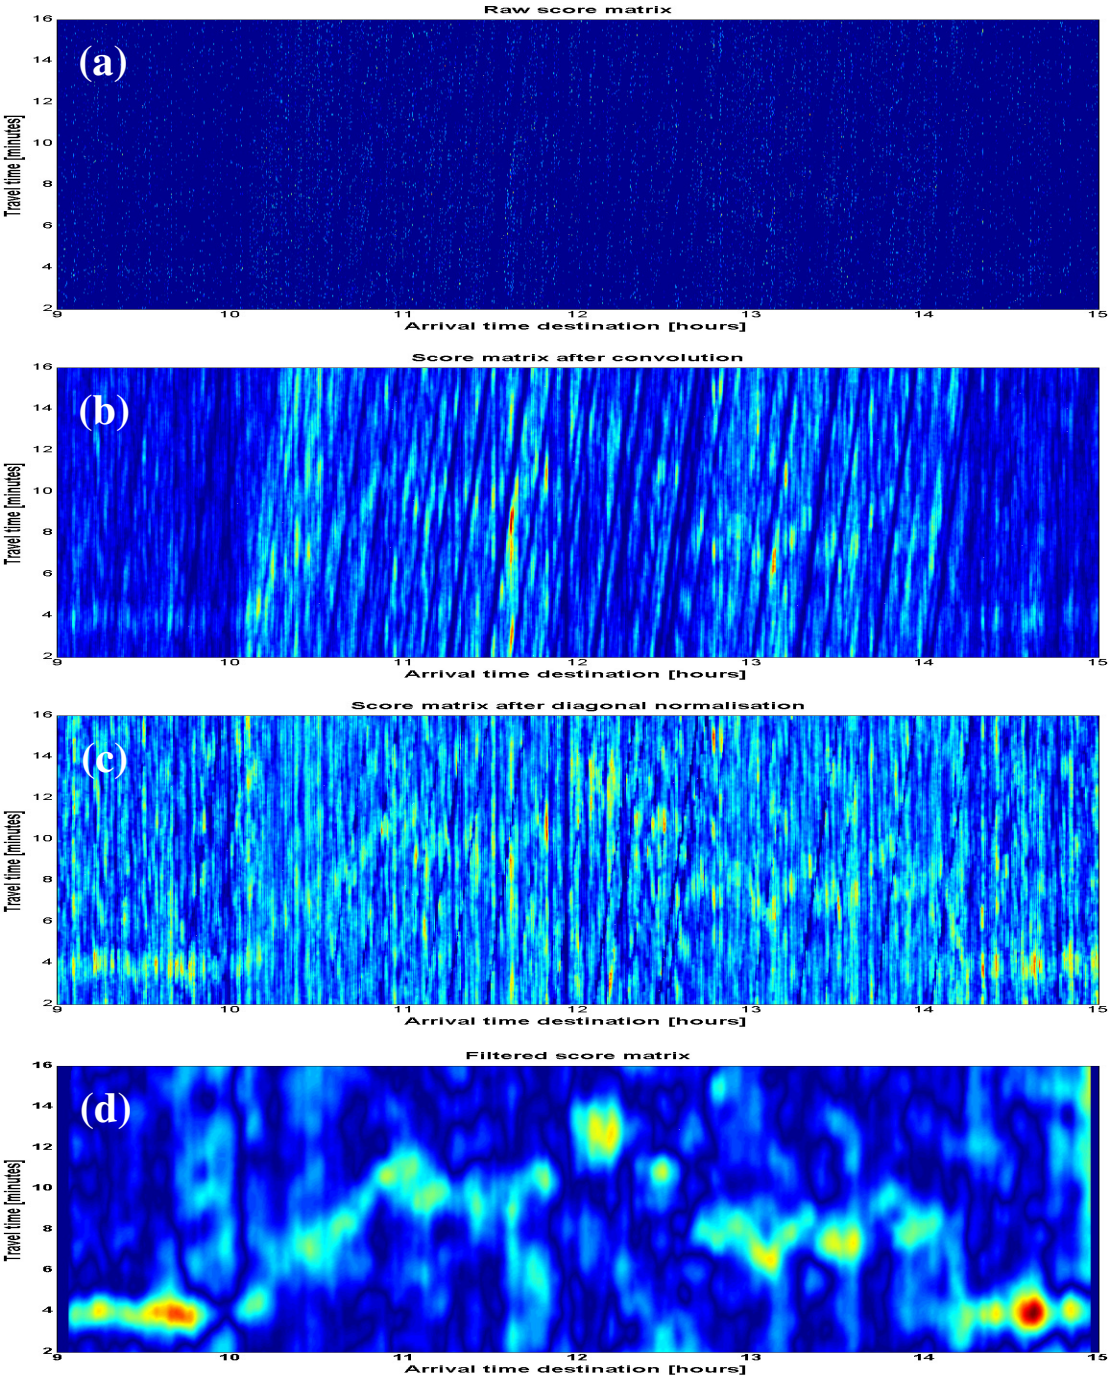 Raw score matrix
(a)
16
14
12
10
8
6
4
2
Travel time [minutes]
9 10 11 12 13 14 15
Arrival time destination [hours]
Score matrix after convolution
(b)
16
14
12
10
8
6
4
2
Travel time [minutes]
9 10 11 12 13 14 15
Arrival time destination [hours]
Score matrix after diagonal normalisation
(c)
16
14
12
10
8
6
4
2
Travel time [minutes]
9 10 11 12 13 14 15
Arrival time destination [hours]
Filtered score matrix
(d)
16
14
12
10
8
6
4
2
Travel time [minutes]
9 10 11 12 13 14 15
Arrival time destination [hours]